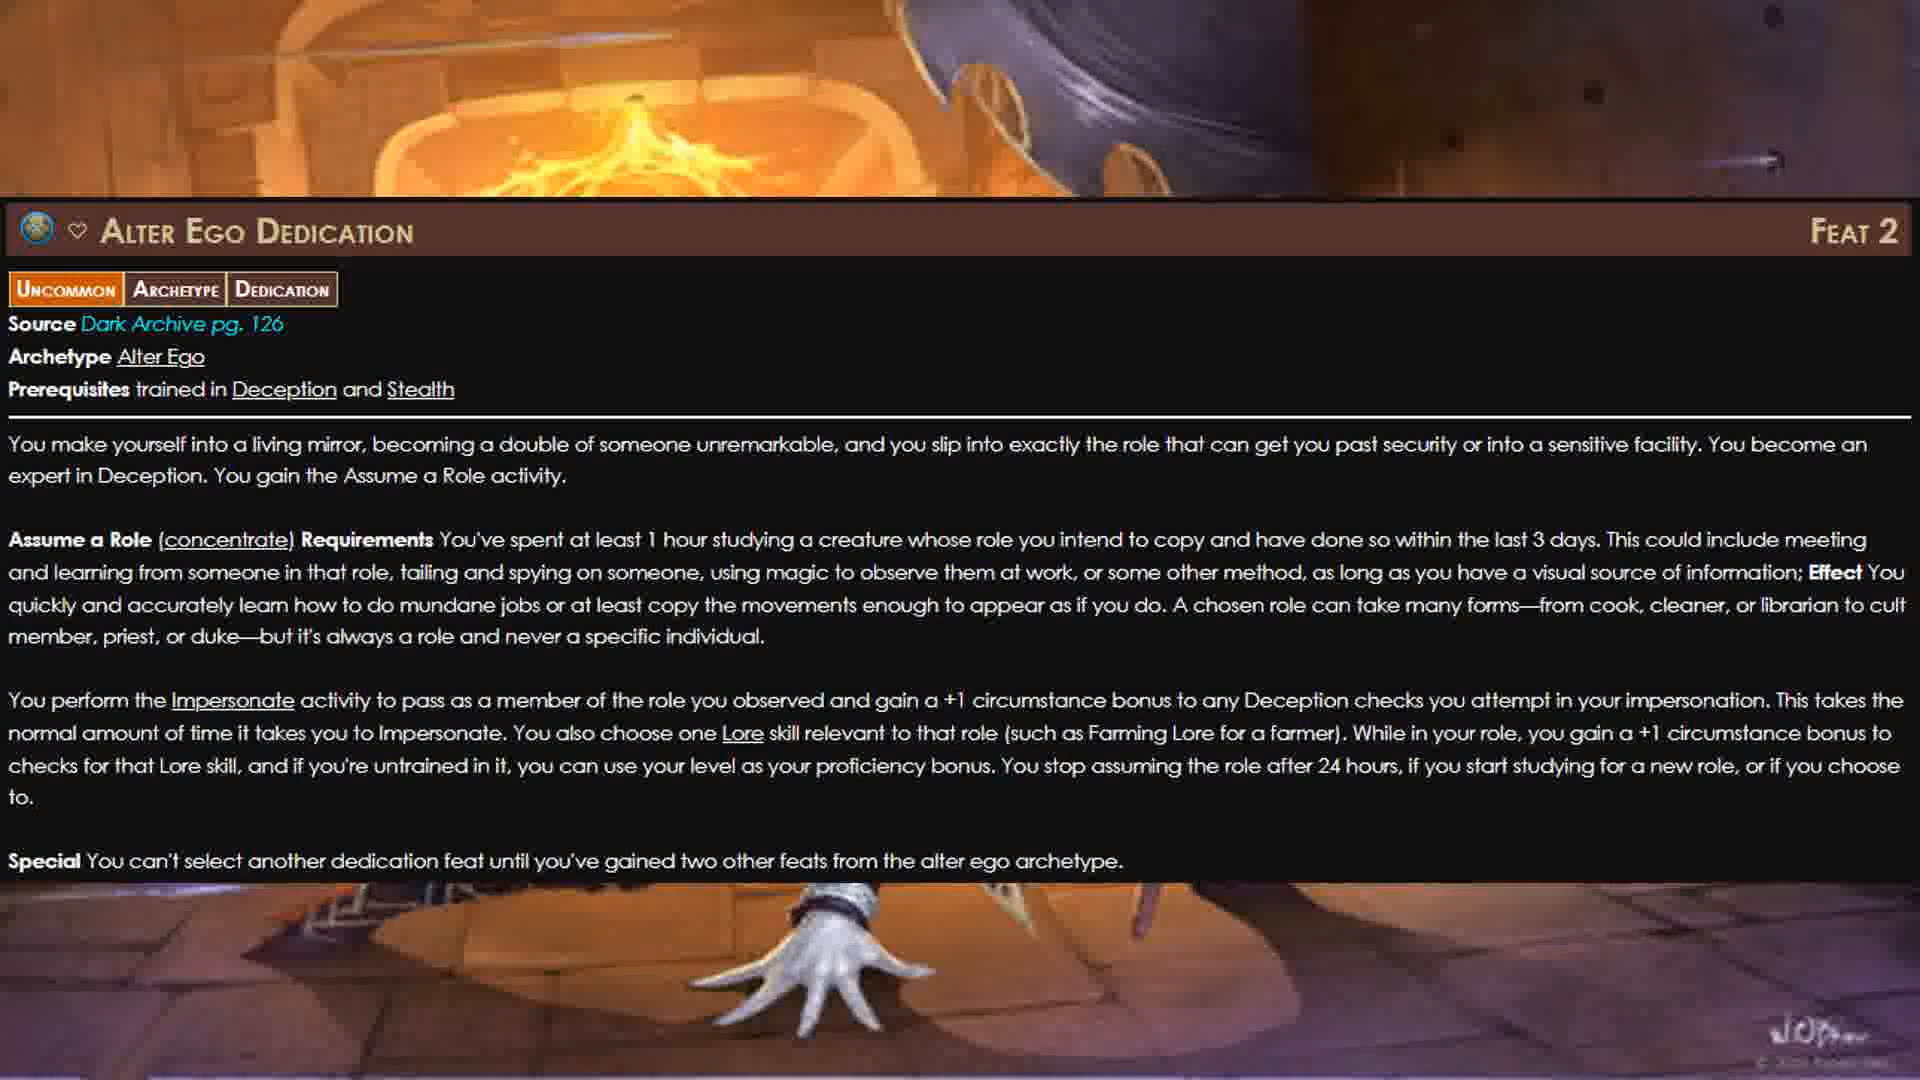 Alter Ego Dedication Feat 2
Uncommon Archetype Dedication
Source Dark Archive pg. 126
Archetype Alter Ego
Prerequisites trained in Deception and Stealth
You make yourself into a living mirror, becoming a double of someone unremarkable, and you slip into exactly the role that can get you past security or into a sensitive facility. You become an
expert in Deception. You gain the Assume a Role activity.
Assume a Role (concentrate) Requirements You've spent at least 1 hour studying a creature whose role you intend to copy and have done so within the last 3 days. This could include meeting
and learning from someone in that role, tailing and spying on someone, using magic to observe them at work, or some other method, as long as you have a visual source of information; Effect You
quickly and accurately learn how to do mundane jobs or at least copy the movements enough to appear as if you do. A chosen role can take many forms—from cook, cleaner, or librarian to cult
member, priest, or duke—but it's always a role and never a specific individual.
You perform the Impersonate activity to pass as a member of the role you observed and gain a +1 circumstance bonus to any Deception checks you attempt in your impersonation. This takes the
normal amount of time it takes you to Impersonate. You also choose one Lore skill relevant to that role (such as Farming Lore for a farmer). While in your role, you gain a +1 circumstance bonus to
checks for that Lore skill, and if you're untrained in it, you can use your level as your proficiency bonus. You stop assuming the role after 24 hours, if you start studying for a new role, or if you choose
to.
Special You can't select another dedication feat until you've gained two other feats from the alter ego archetype.